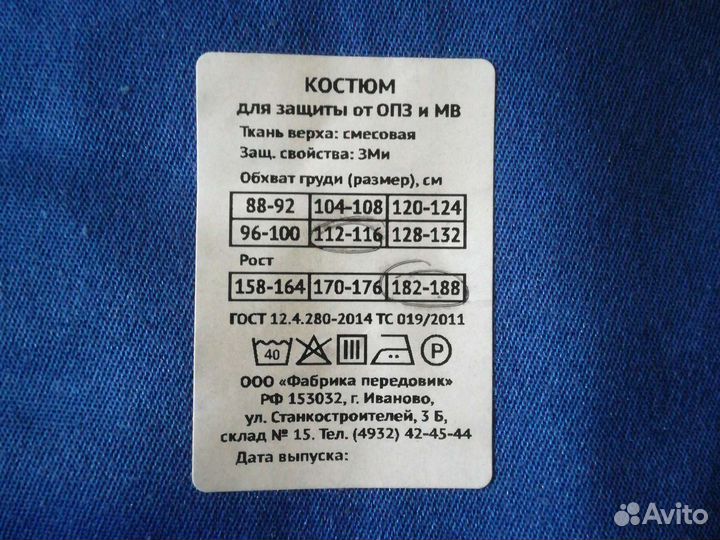 КОСТЮМ
для защиты от ОПЗ и МВ
Ткань верха: смесовая
Защ. свойства: ЗМи
Обхват груди (размер), см
88-92 104-108 120-124
96-100 112-116 128-132
Рост
158-164 170-176 182-188
ГОСТ 12.4.280-2014 ТС 019/2011
40 P
ООО «Фабрика передовик»
РФ 153032, г. Иваново,
ул. Станкостроителей, 3 Б,
склад № 15. Тел. (4932) 42-45-44
Дата выпуска:
Avito